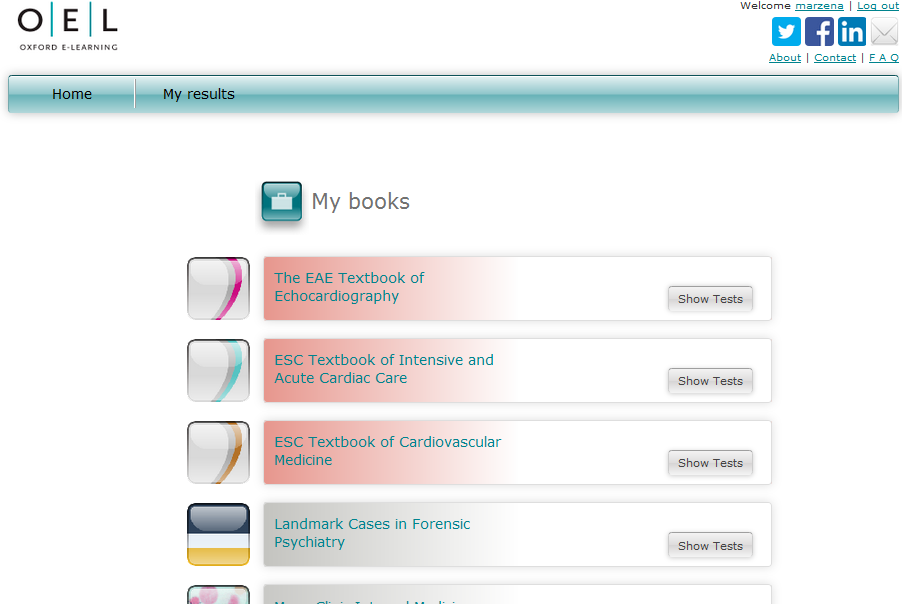 O E L
OXFORD E-LEARNING
Welcome marzena | Log out
About | Contact | F A Q
Home
My results
My books
The EAE Textbook of
Echocardiography
Show Tests
ESC Textbook of Intensive and
Acute Cardiac Care
Show Tests
ESC Textbook of Cardiovascular
Medicine
Show Tests
Landmark Cases in Forensic
Psychiatry
Show Tests